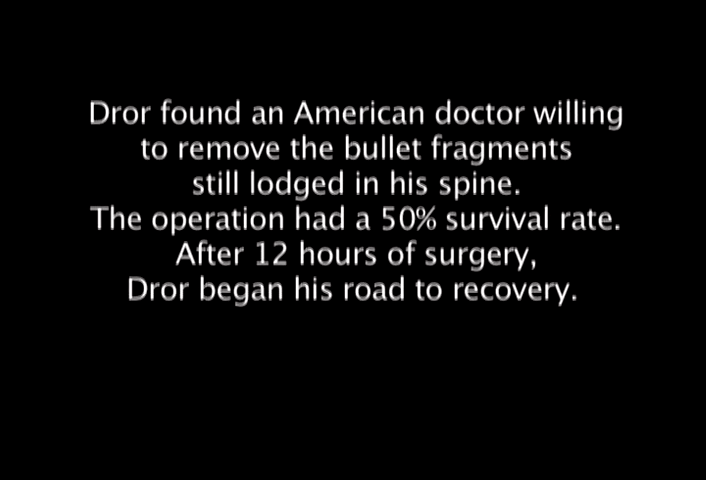 Dror found an American doctor willing
to remove the bullet fragments
still lodged in his spine.
The operation had a 50% survival rate.
After 12 hours of surgery,
Dror began his road to recovery.